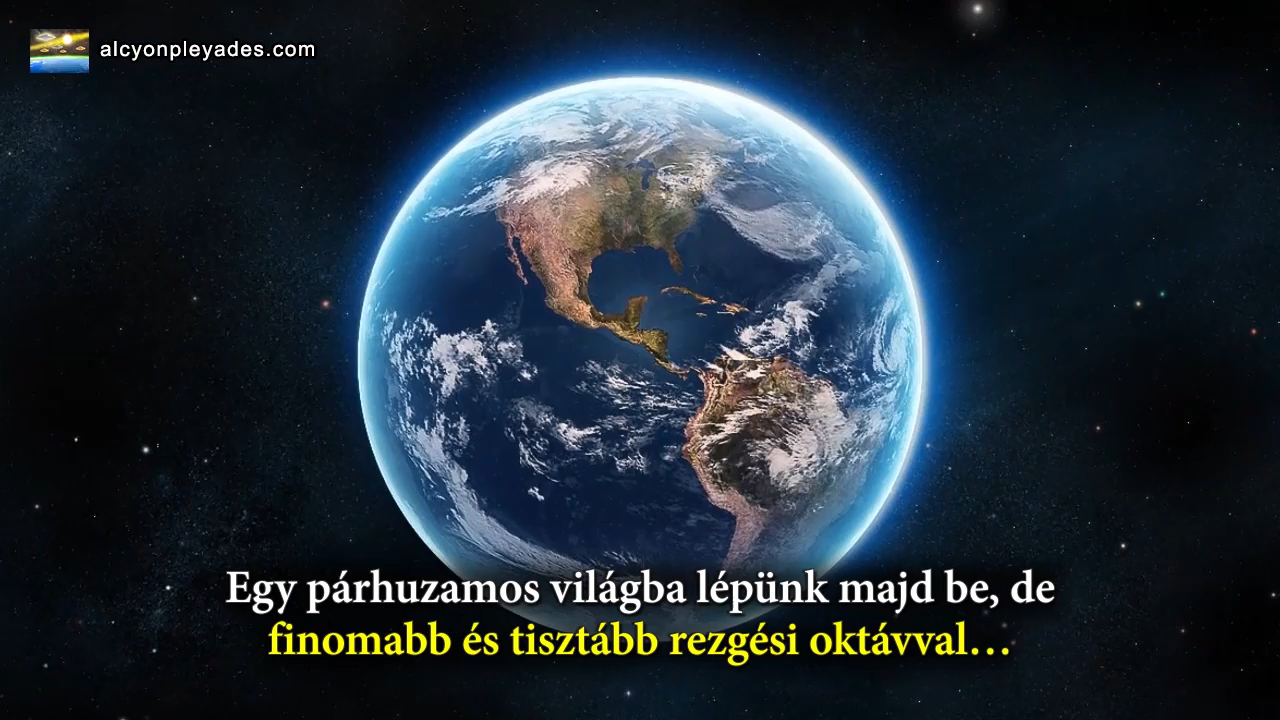 alcyonpleyades.com
Egy párhuzamos világba lépünk majd be, de
finomabb és tisztább rezgési oktávval…